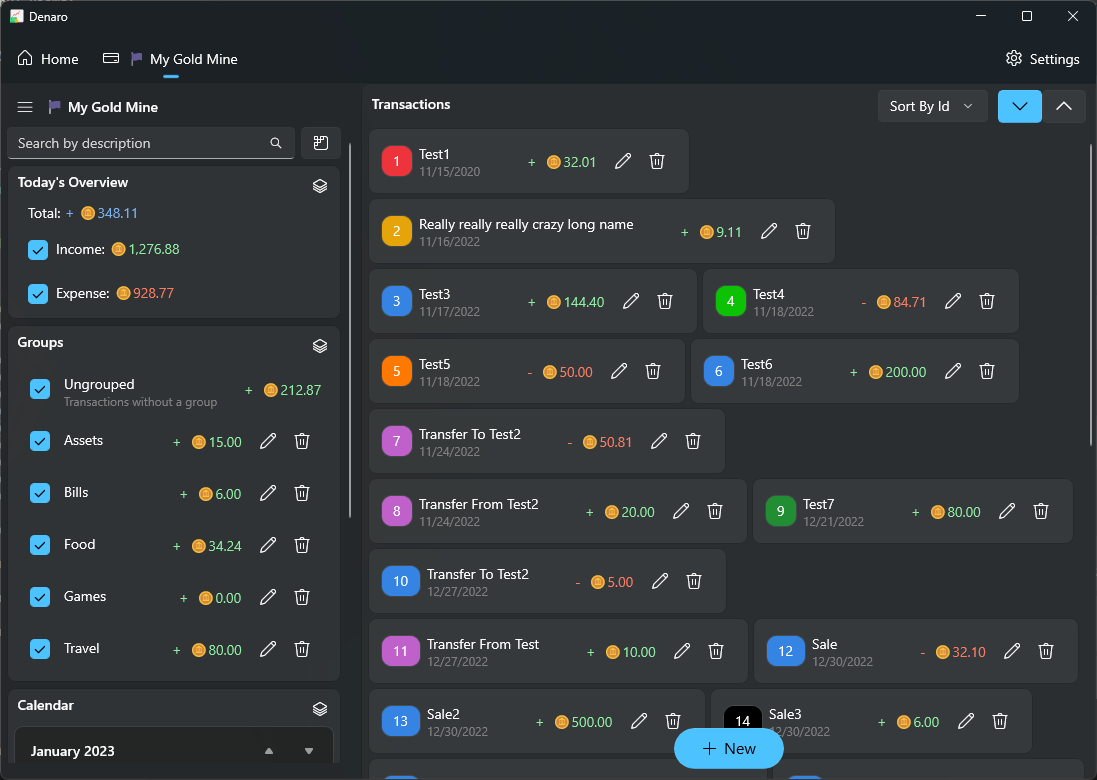 Denaro
Home
My Gold Mine
Settings
My Gold Mine
Search by description
Today's Overview
Total: + 348.11
Income: 1,276.88
Expense: 928.77
Groups
Ungrouped
Transactions without a group
+ 212.87
Assets + 15.00
Bills + 6.00
Food + 34.24
Games + 0.00
Travel + 80.00
Calendar
January 2023
Transactions
Sort By Id
1 Test1 + 32.01
11/15/2020
2 Really really really crazy long name + 9.11
11/16/2022
3 Test3 + 144.40
11/17/2022
4 Test4 - 84.71
11/18/2022
5 Test5 - 50.00
11/18/2022
6 Test6 + 200.00
11/18/2022
7 Transfer To Test2 - 50.81
11/24/2022
8 Transfer From Test2 + 20.00
11/24/2022
9 Test7 + 80.00
12/21/2022
10 Transfer To Test2 - 5.00
12/27/2022
11 Transfer From Test + 10.00
12/27/2022
12 Sale - 32.10
12/30/2022
13 Sale2 + 500.00
12/30/2022
14 Sale3 + 6.00
12/30/2022
+ New